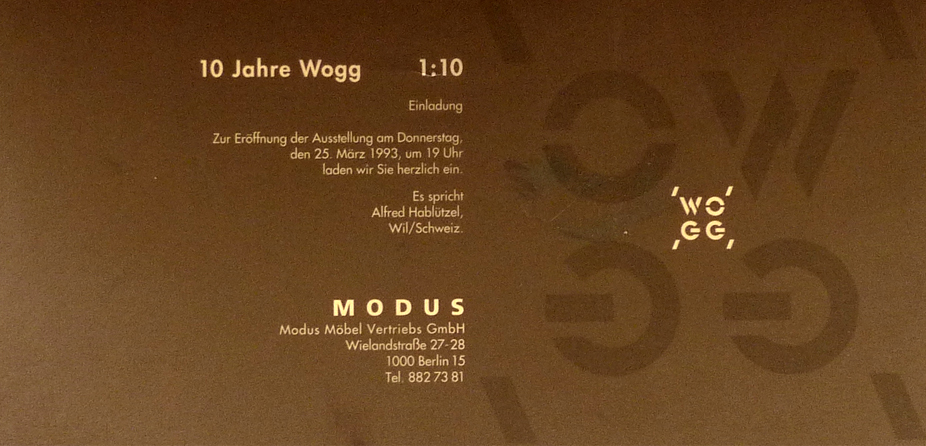 10 Jahre Wogg 1:10
Einladung
Zur Eröffnung der Ausstellung am Donnerstag,
den 25. März 1993, um 19 Uhr
laden wir Sie herzlich ein.
Es spricht
Alfred Hablützel,
Wil/Schweiz.
MODUS
Modus Möbel Vertriebs GmbH
Wielandstraße 27-28
1000 Berlin 15
Tel. 882 73 81
OW
GG
WO
GG